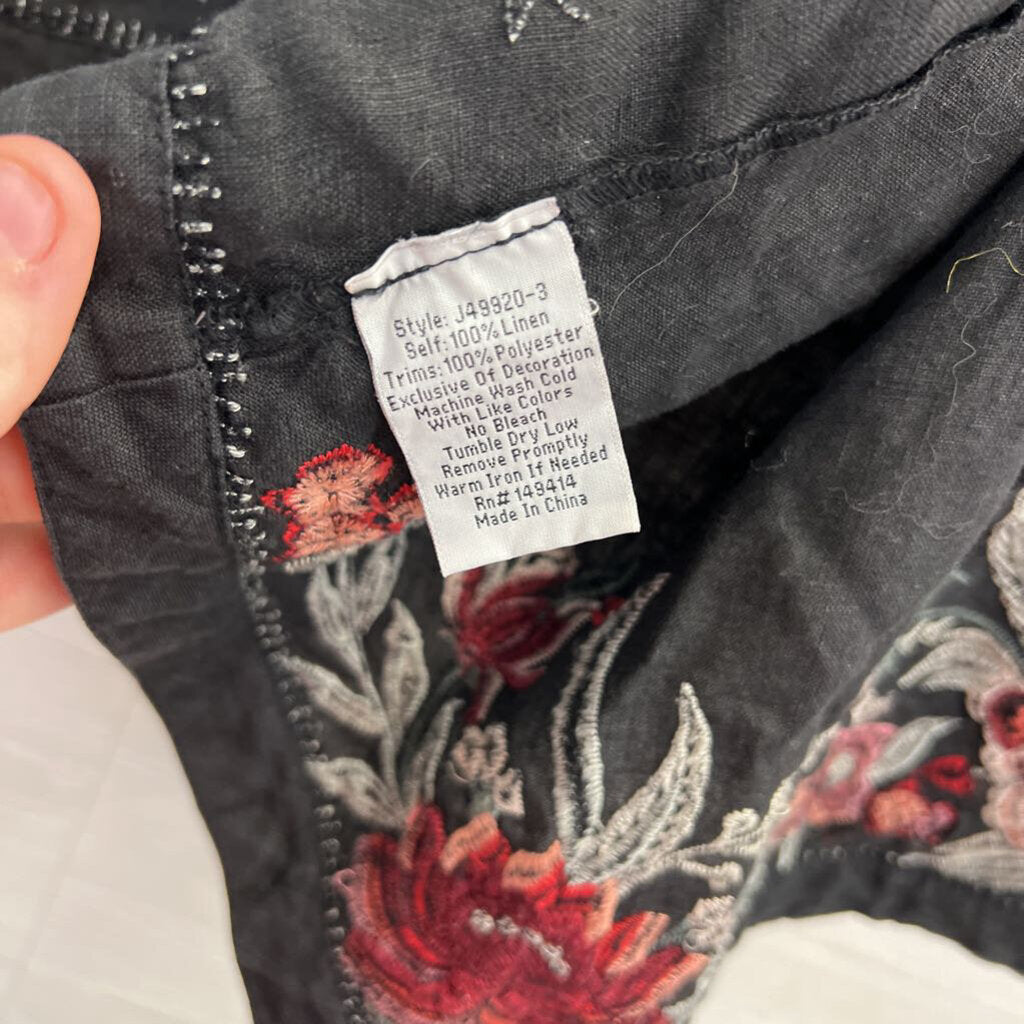 Style: J49920-3
Self:100% Linen
Trims:100% Polyester
Exclusive Of Decoration
Machine Wash Cold
With Like Colors
No Bleach
Tumble Dry Low
Remove Promptly
Warm Iron If Needed
Rn# 149414
Made In China